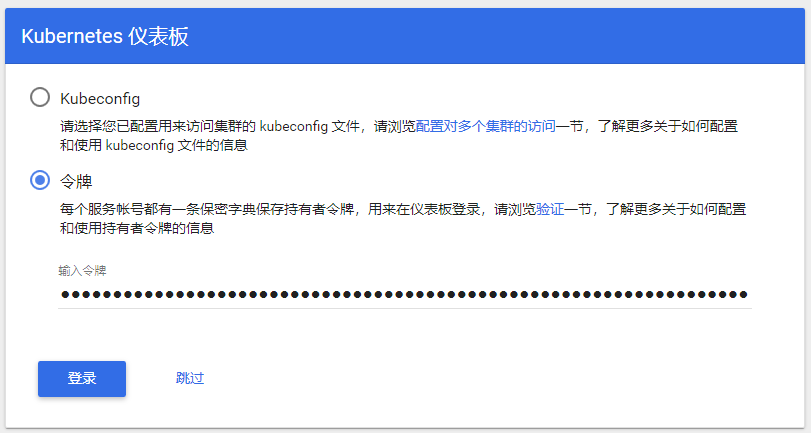 Kubernetes 仪表板
Kubeconfig
请选择您已配置用来访问集群的 kubeconfig 文件，请浏览配置对多个集群的访问一节，了解更多关于如何配置
和使用 kubeconfig 文件的信息
令牌
每个服务帐号都有一条保密字典保存持有者令牌，用来在仪表板登录，请浏览验证一节，了解更多关于如何配置
和使用持有者令牌的信息
输入令牌
登录 跳过